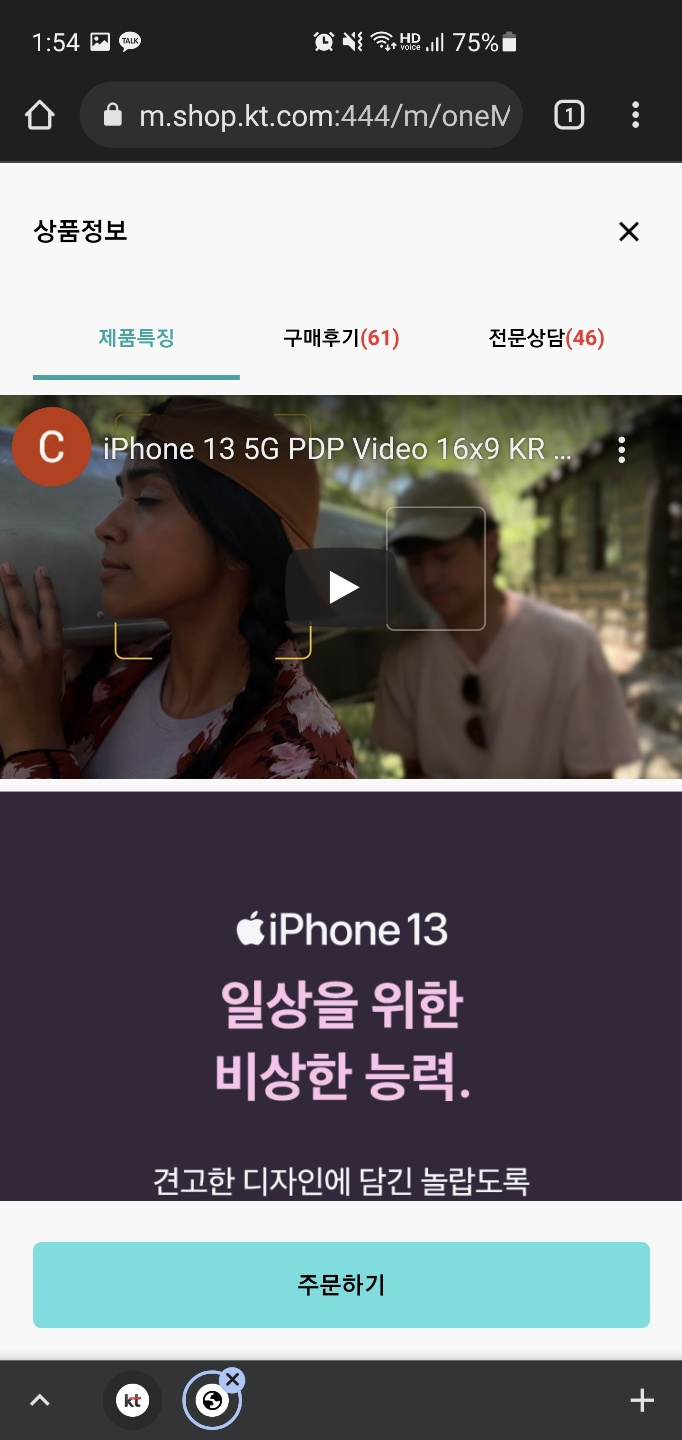 1:54 TALK HD voice 75%
m.shop.kt.com:444/m/oneM
1
상품정보
제품특징 구매후기(61) 전문상담(46)
C iPhone 13 5G PDP Video 16x9 KR ...
iPhone 13
일상을 위한
비상한 능력.
견고한 디자인에 담긴 놀랍도록
주문하기
kt